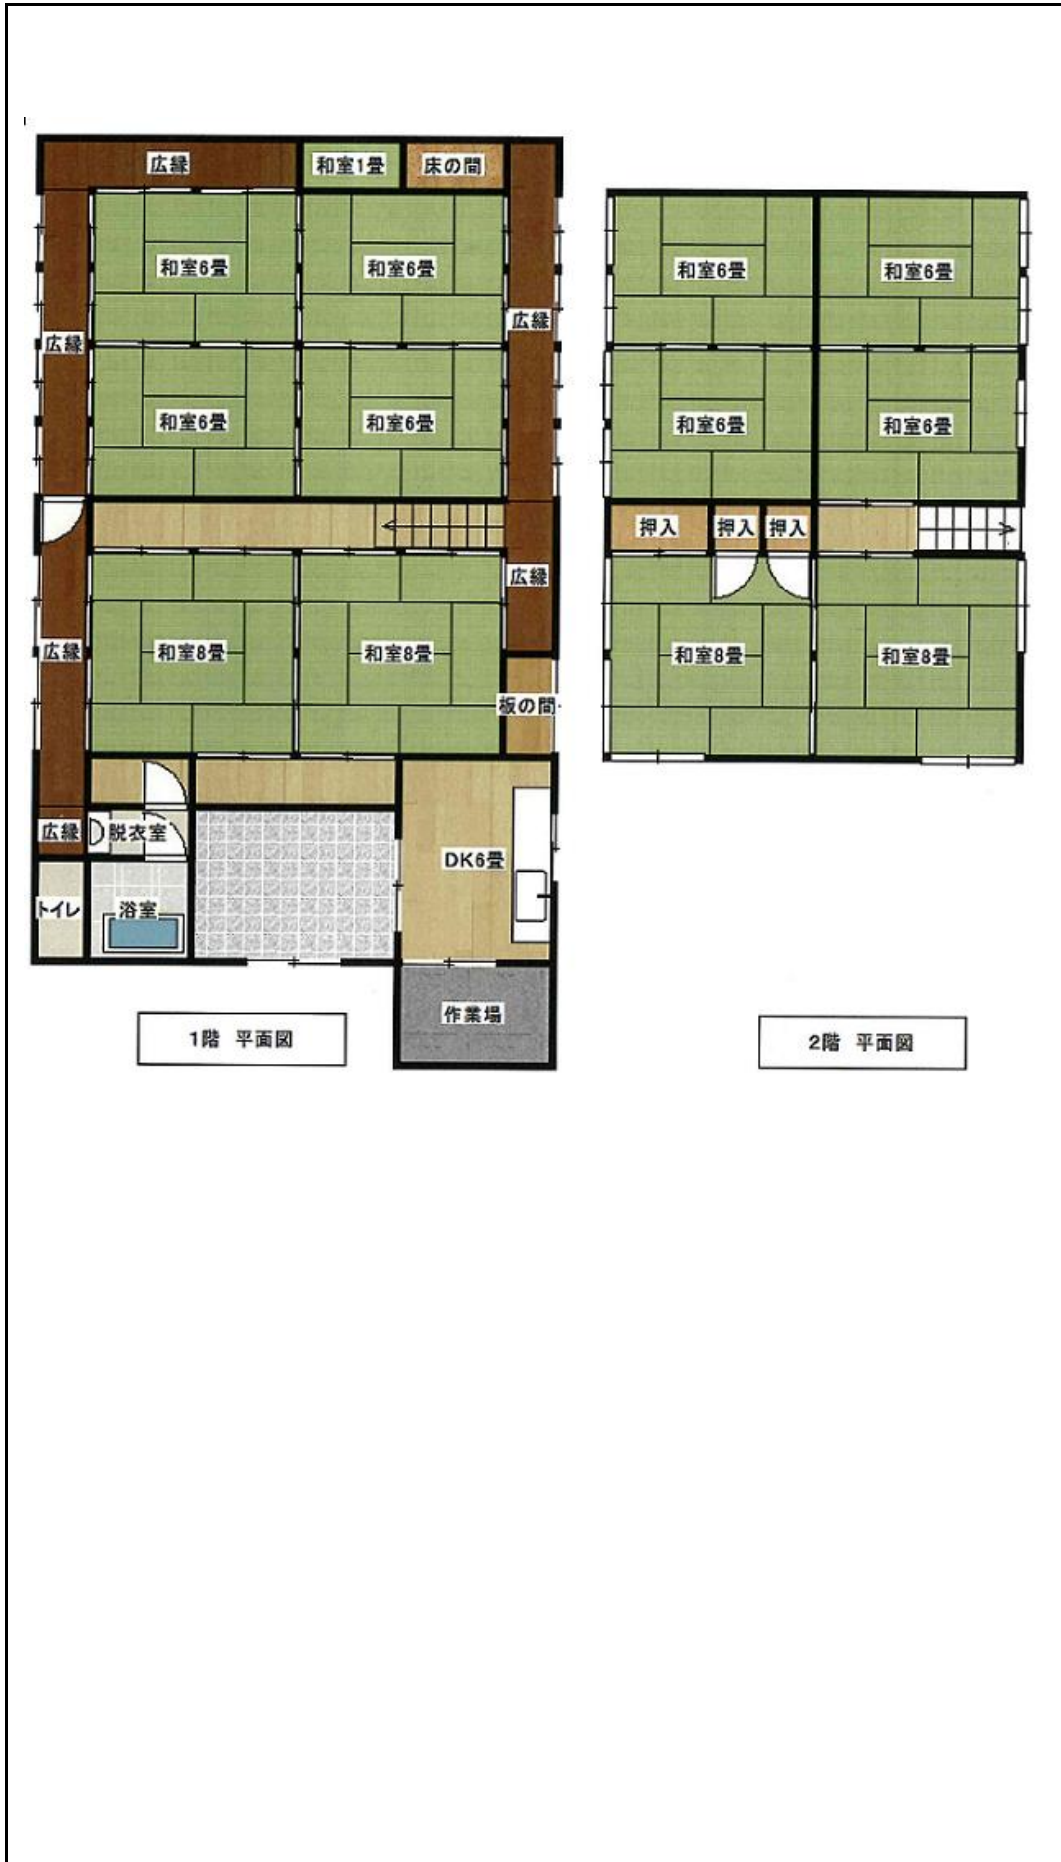 広縁
和室1畳
床の間
和室6畳
和室6畳
広縁
広縁
和室6畳
和室6畳
広縁
和室8畳
和室8畳
広縁
板の間
広縁
脱衣室
DK6畳
トイレ
浴室
作業場
1階 平面図
和室6畳
和室6畳
和室6畳
和室6畳
押入
押入
押入
和室8畳
和室8畳
2階 平面図